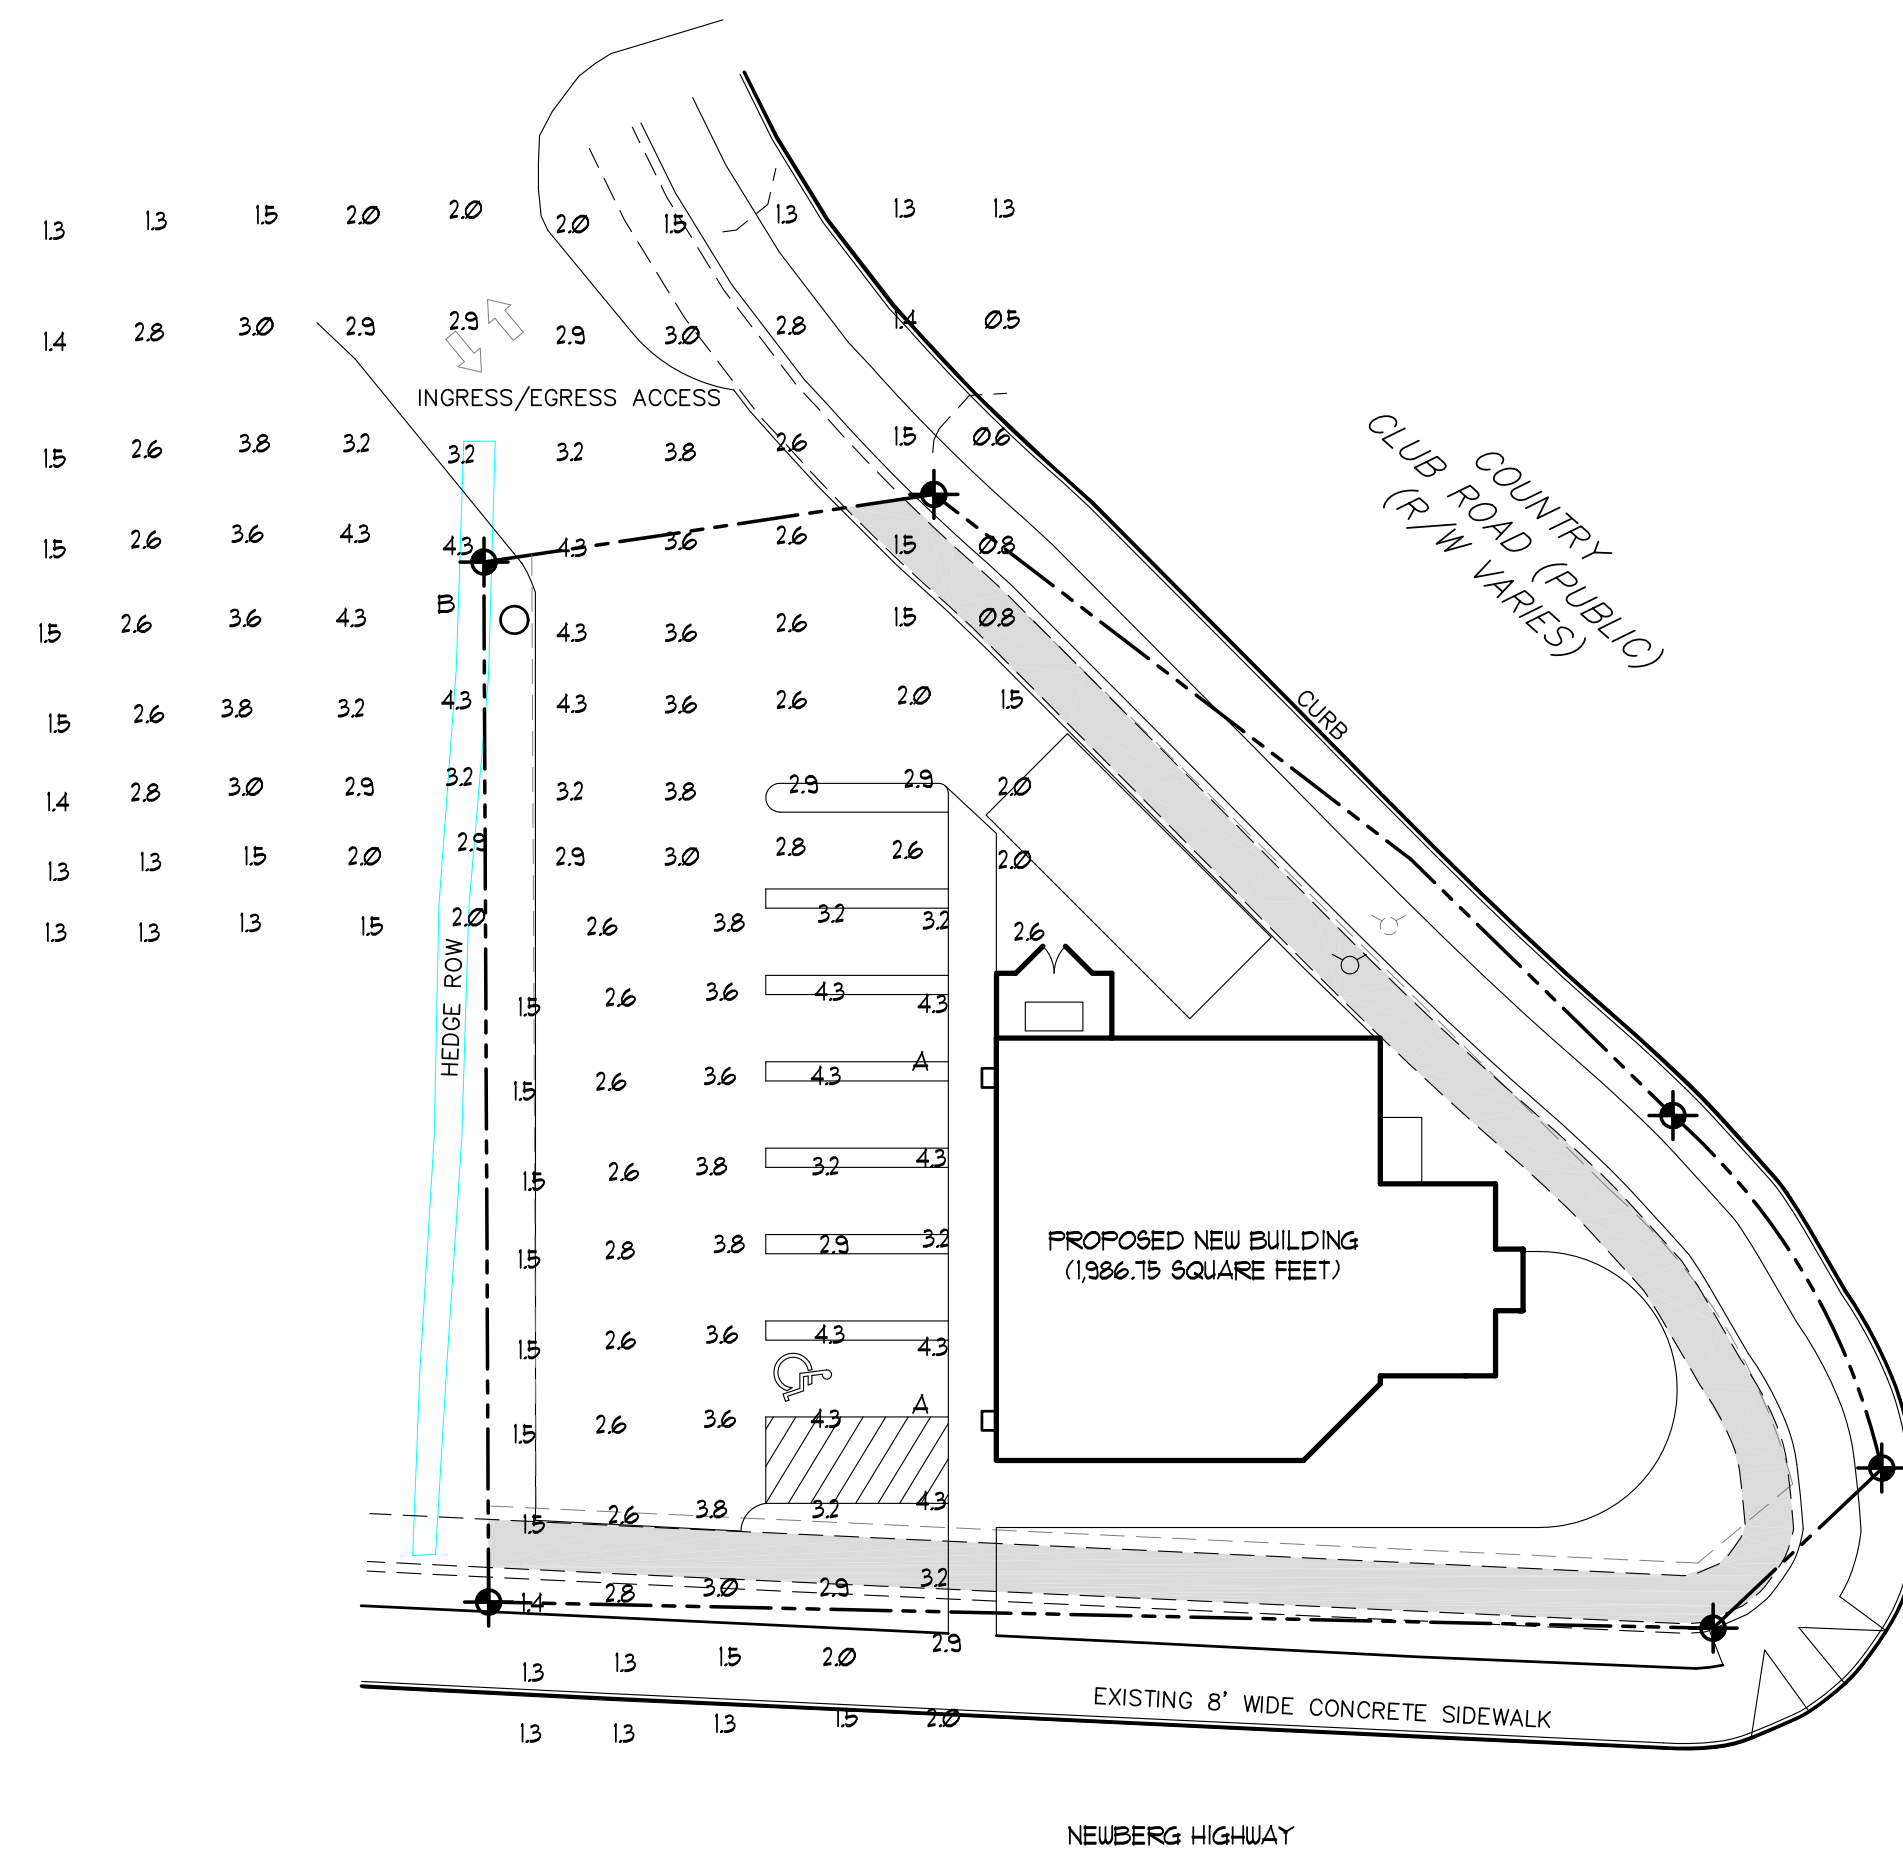 1.3 1.3 1.5 2.0 2.0 2.0 1.5 1.3 1.3 1.3
1.4 2.8 3.0 2.9 2.9 2.9 3.0 2.8 1.4 0.5
INGRESS/EGRESS ACCESS
1.5 2.6 3.8 3.2 3.2 3.2 3.8 2.6 1.5 0.6
COUNTRY
CLUB ROAD (PUBLIC)
(R/W VARIES)
1.5 2.6 3.6 4.3 4.3 4.3 3.6 2.6 1.5 0.8
B
1.5 2.6 3.6 4.3 4.3 3.6 2.6 1.5 0.8
1.5 2.6 3.8 3.2 4.3 4.3 3.6 2.6 2.0 1.5
CURB
1.4 2.8 3.0 2.9 3.2 3.2 3.8 2.9 2.9 2.0
1.3 1.3 1.5 2.0 2.9 2.9 3.0 2.8 2.6 2.0
1.3 1.3 1.3 1.5 2.0 2.6 3.8 3.2 3.2 2.6
HEDGE ROW
1.5 2.6 3.6 4.3 4.3
A
1.5 2.6 3.6 4.3
1.5 2.6 3.8 3.2 4.3
1.5 2.8 3.8 2.9 3.2
PROPOSED NEW BUILDING
(1,986.75 SQUARE FEET)
1.5 2.6 3.6 4.3 4.3
A
1.5 2.6 3.6 4.3
1.5 2.6 3.8 3.2 4.3
1.4 2.8 3.0 2.9 3.2
1.3 1.3 1.5 2.0 2.9
EXISTING 8' WIDE CONCRETE SIDEWALK
1.3 1.3 1.3 1.5 2.0
NEWBERG HIGHWAY